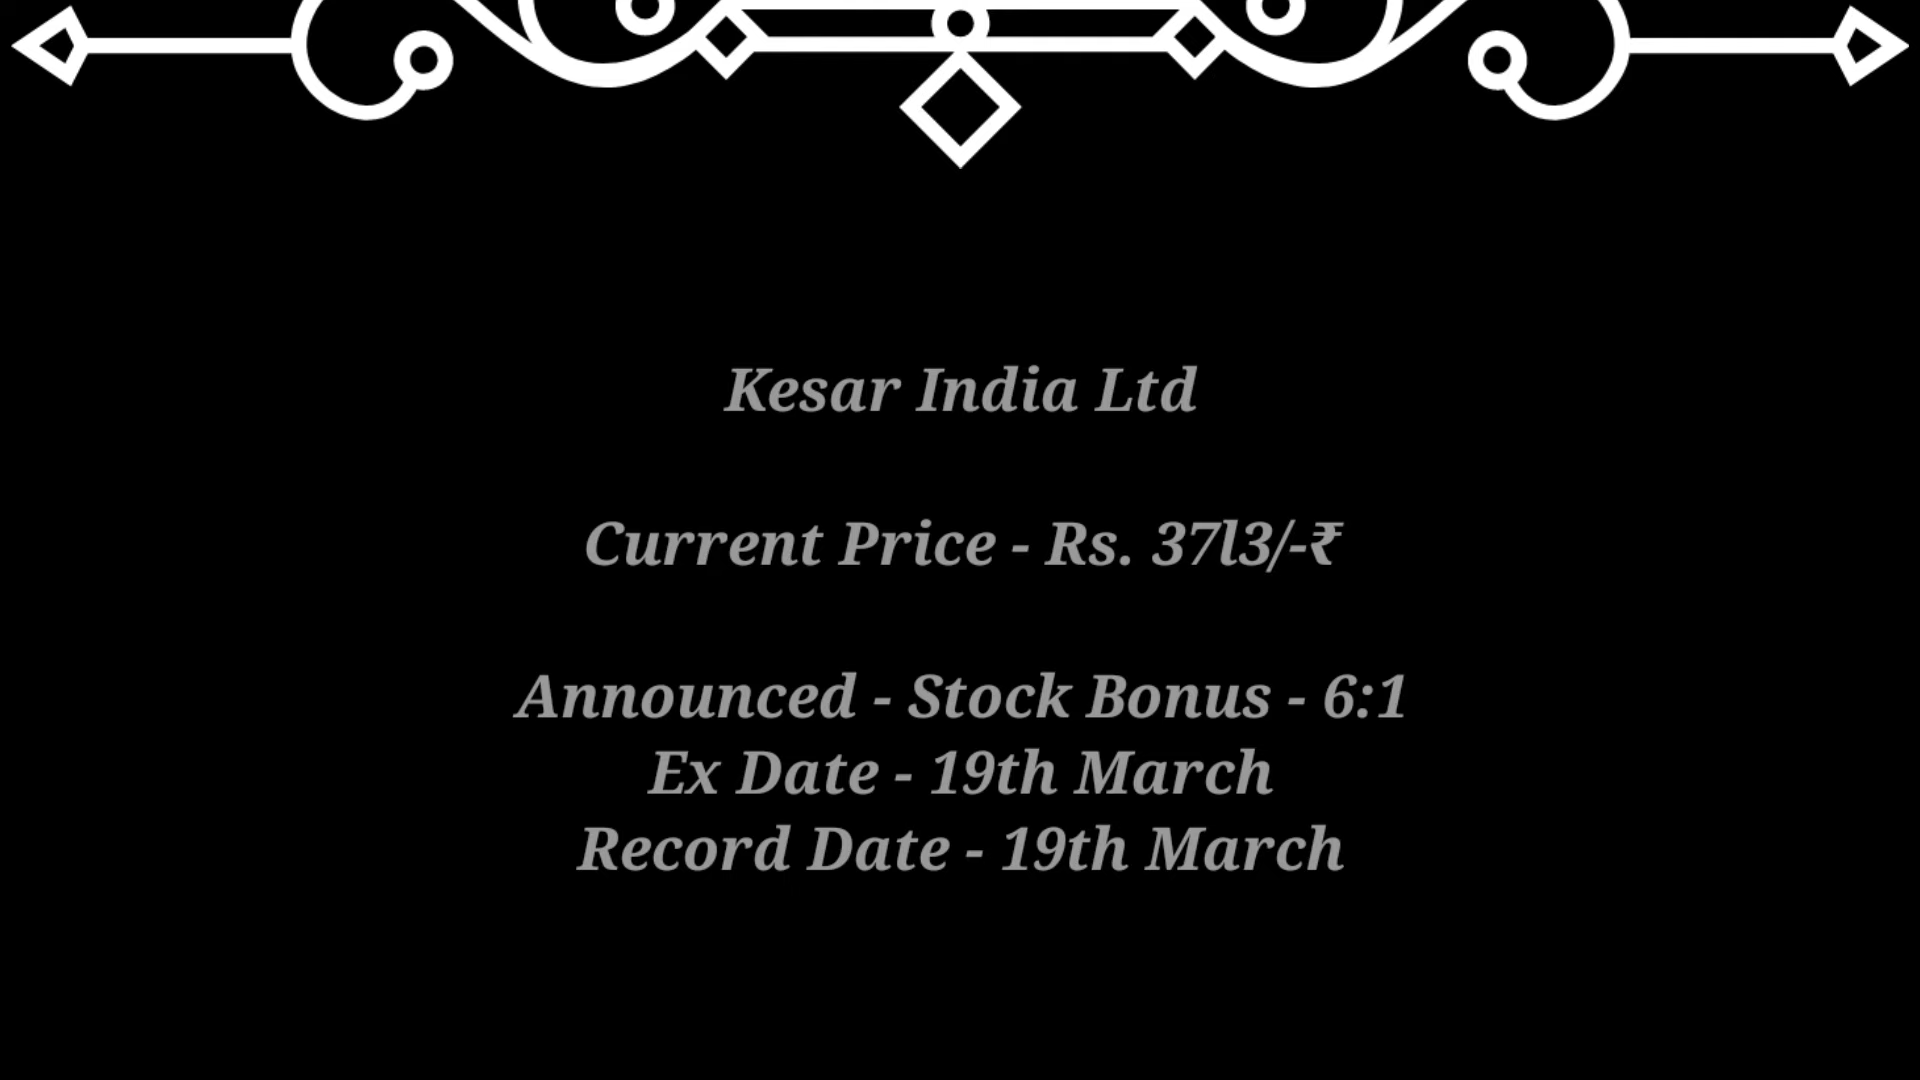 Kesar India Ltd
Current Price - Rs. 37l3/-₹
Announced - Stock Bonus - 6:1
Ex Date - 19th March
Record Date - 19th March